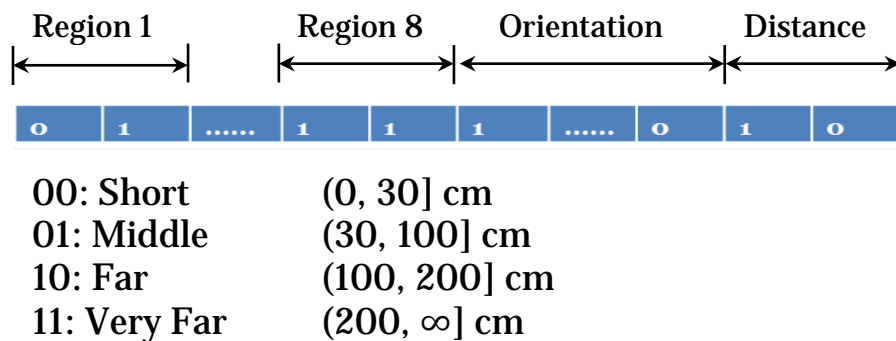 Region 1 Region 8 Orientation Distance
0 1 ...... 1 1 1 ...... 0 1 0
00: Short (0, 30] cm
01: Middle (30, 100] cm
10: Far (100, 200] cm
11: Very Far (200, ∞] cm